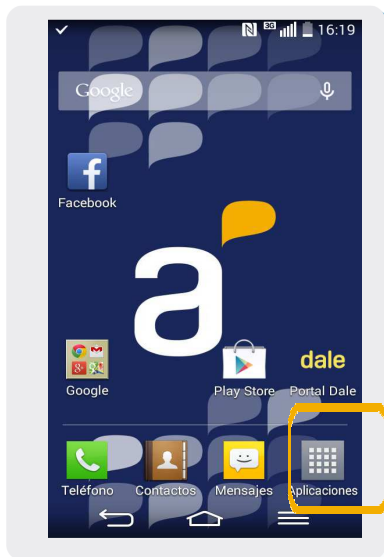 3G 16:19
Google
Facebook
a
dale
Google Play Store Portal Dale
Teléfono Contactos Mensajes Aplicaciones